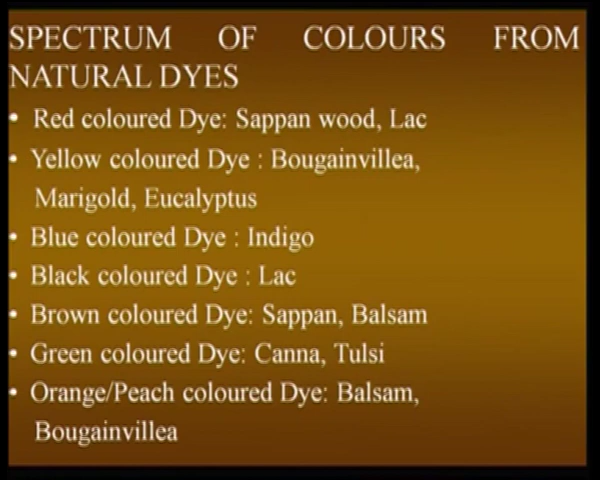 SPECTRUM OF COLOURS FROM
NATURAL DYES
• Red coloured Dye: Sappan wood, Lac
• Yellow coloured Dye : Bougainvillea,
Marigold, Eucalyptus
• Blue coloured Dye : Indigo
• Black coloured Dye : Lac
• Brown coloured Dye: Sappan, Balsam
• Green coloured Dye: Canna, Tulsi
• Orange/Peach coloured Dye: Balsam,
Bougainvillea